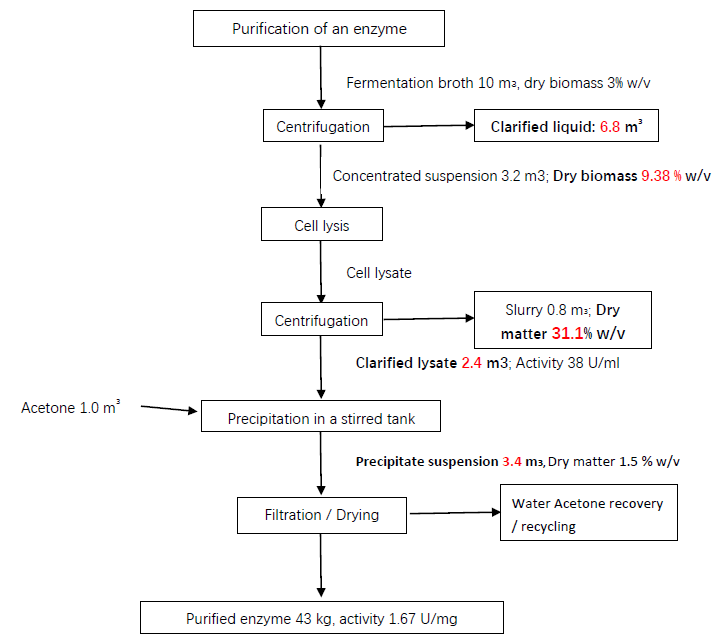 Purification of an enzyme
Fermentation broth 10 m3, dry biomass 3% w/v
Centrifugation
Clarified liquid: 6.8 m³
Concentrated suspension 3.2 m3; Dry biomass 9.38 % w/v
Cell lysis
Cell lysate
Centrifugation
Slurry 0.8 m3; Dry
matter 31.1% w/v
Clarified lysate 2.4 m3; Activity 38 U/ml
Acetone 1.0 m³
Precipitation in a stirred tank
Precipitate suspension 3.4 m3, Dry matter 1.5 % w/v
Filtration / Drying
Water Acetone recovery
/ recycling
Purified enzyme 43 kg, activity 1.67 U/mg